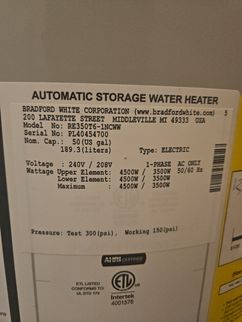 AUTOMATIC STORAGE WATER HEATER
BRADFORD WHITE CORPORATION (www.bradfordwhite.com) 5
200 LAFAYETTE STREET MIDDLEVILLE MI 49333 USA
Model No: RE350T6-1NCWW
Serial No: PL40454700
Nom. Cap.: 50(US gal)
189.3(liters) Type: ELECTRIC
Voltage : 240V / 208V 1-PHASE AC ONLY
Wattage Upper Element: 4500W / 3500W 50/60 Hz
Lower Element: 4500W / 3500W
Maximum : 4500W / 3500W
Pressure: Test 300(psi), Working 150(psi)
ETL LISTED
CONFORMS TO
UL STD 174
Intertek
4001576